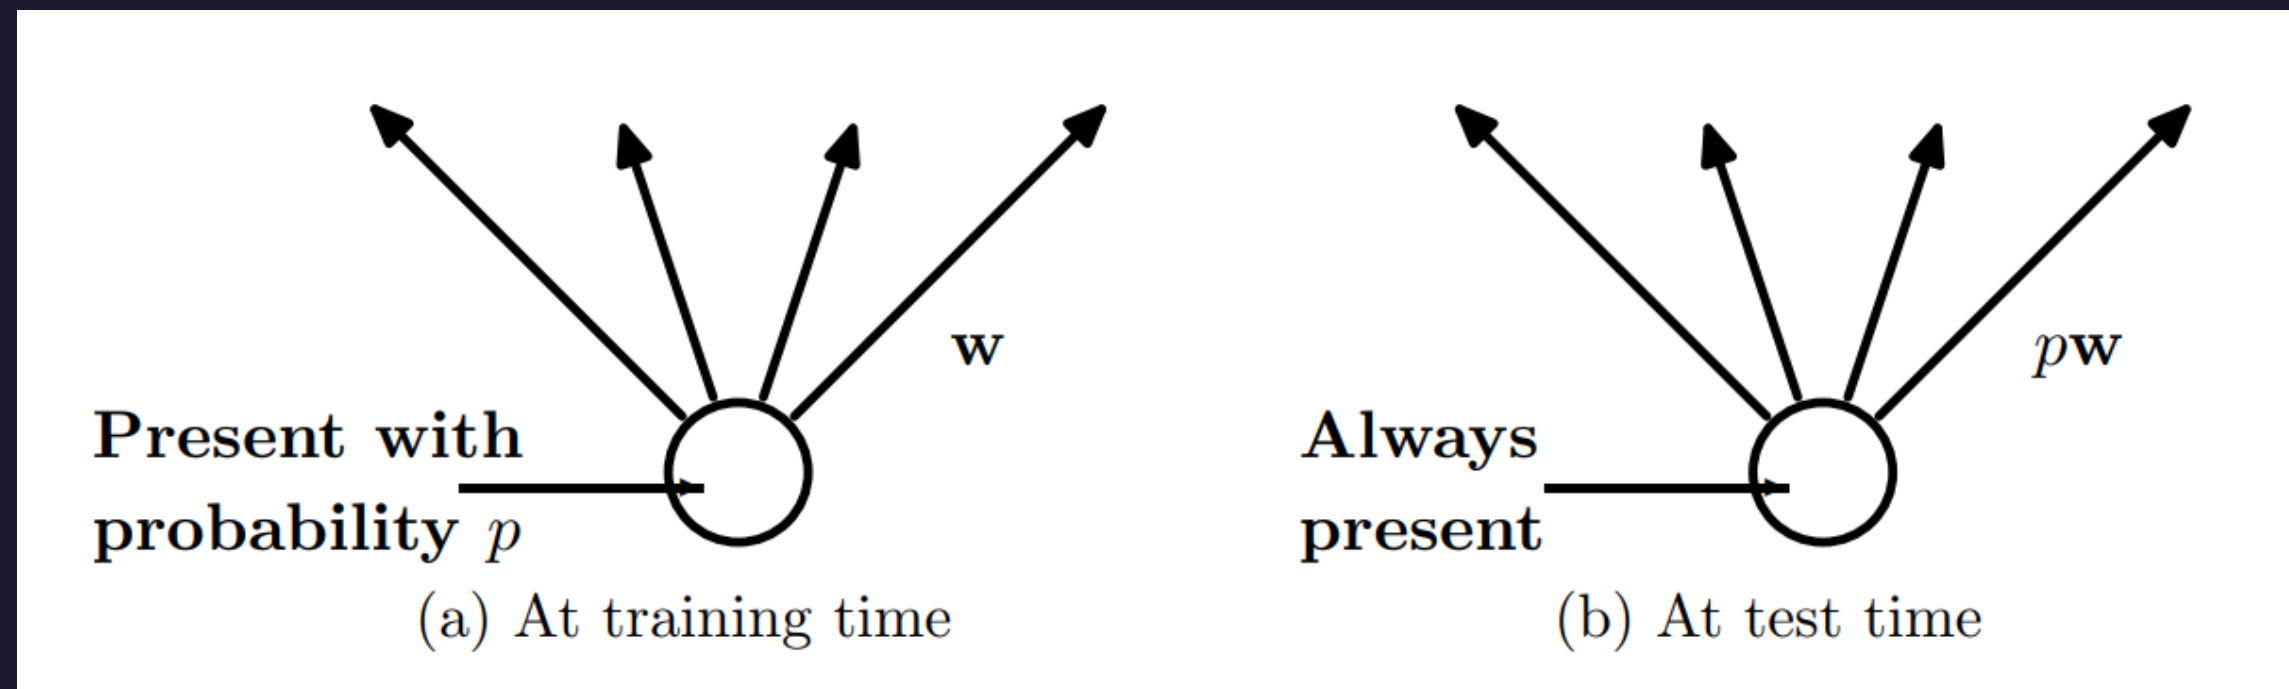 w
Present with
probability p
(a) At training time
pw
Always
present
(b) At test time